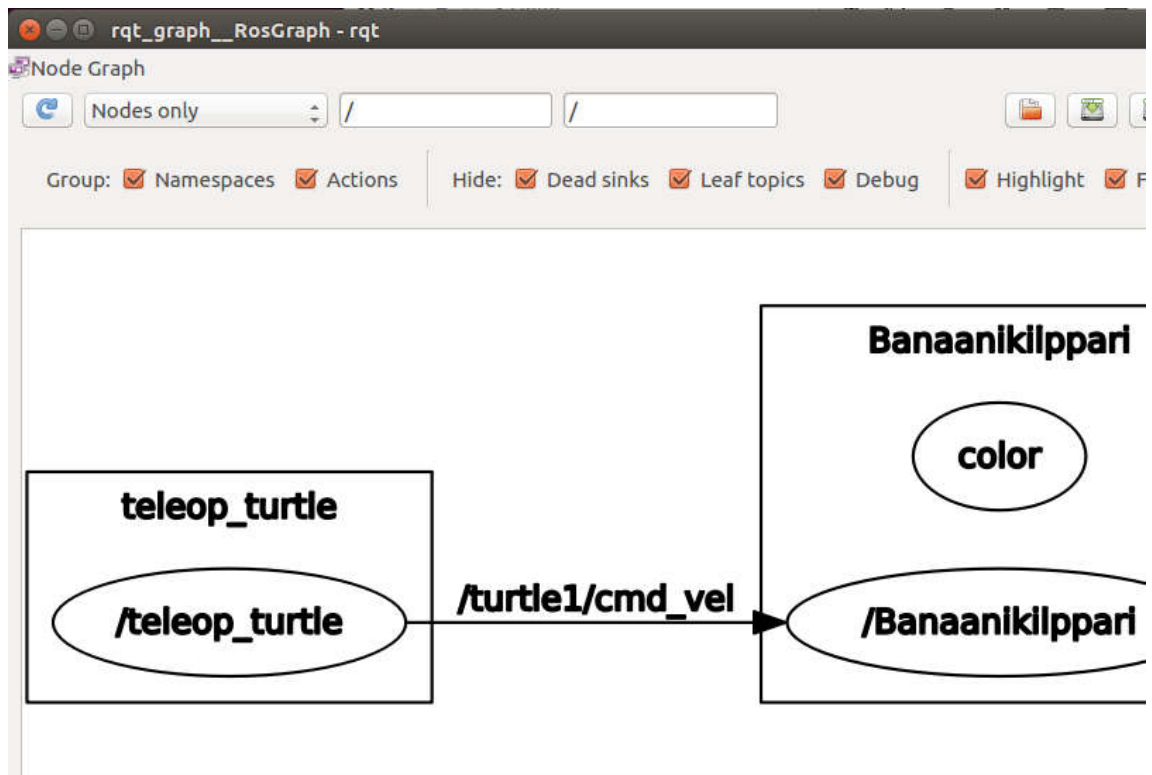 rqt_graph__RosGraph - rqt
Node Graph
Nodes only / /
Group: Namespaces Actions Hide: Dead sinks Leaf topics Debug Highlight F
Banaanikilppari
color
teleop_turtle
/teleop_turtle /turtle1/cmd_vel /Banaanikilppari